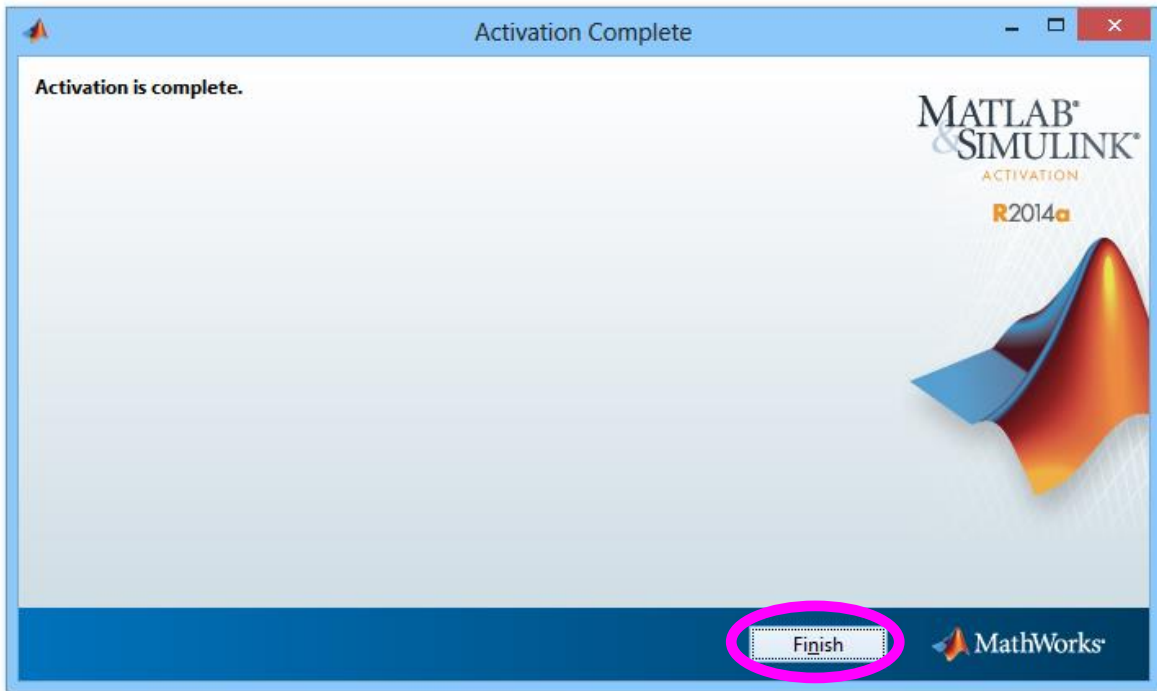 Activation Complete
Activation is complete.
MATLAB®
&SIMULINK®
ACTIVATION
R2014a
Finish
MathWorks®